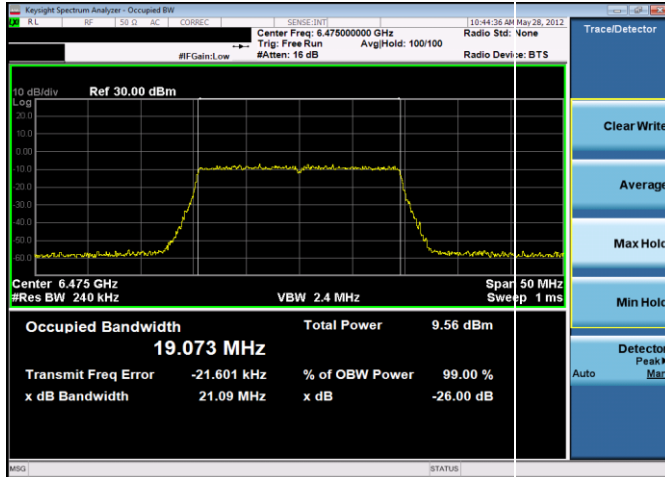 Keysight Spectrum Analyzer - Occupied BW
RL RF 50 Ω AC CORREC SENSE:INT 10:44:36 AM May 28, 2012
Center Freq: 6.475000000 GHz Radio Std: None
Trig: Free Run Avg|Hold: 100/100
#IFGain:Low #Atten: 16 dB Radio Device: BTS
Trace/Detector
10 dB/div Ref 30.00 dBm
Log
20.0
10.0
0.00
-10.0
-20.0
-30.0
-40.0
-50.0
-60.0
Center 6.475 GHz Span 50 MHz
#Res BW 240 kHz VBW 2.4 MHz Sweep 1 ms
Occupied Bandwidth Total Power 9.56 dBm
19.073 MHz
Transmit Freq Error -21.601 kHz % of OBW Power 99.00 %
x dB Bandwidth 21.09 MHz x dB -26.00 dB
Clear Write
Average
Max Hold
Min Hold
Detector
Peak
Auto Man
MSG STATUS